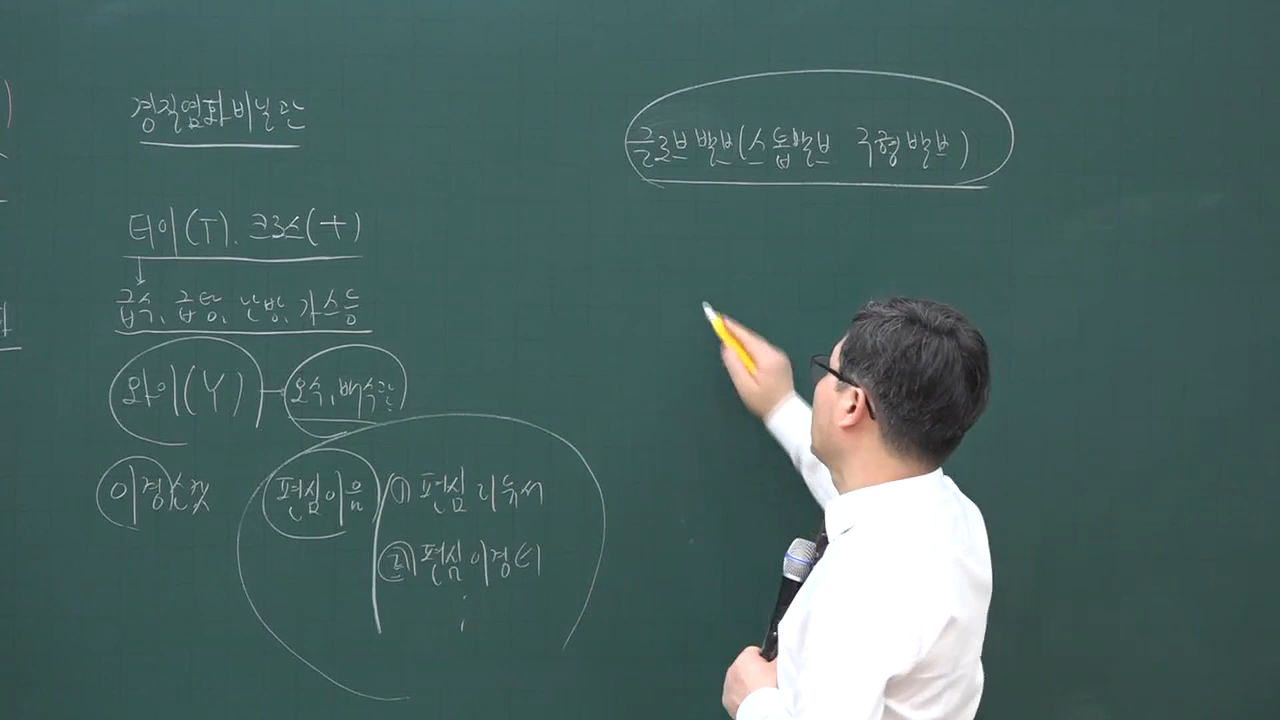 경질염화비닐관
티이(T). 크로스(+)
급수, 급탕, 난방, 가스등
와이(Y) - 오수, 배수관
이경소켓
편심이음
① 편심 리듀서
② 편심 이경티
글로브 밸브(스톱밸브 구형밸브)